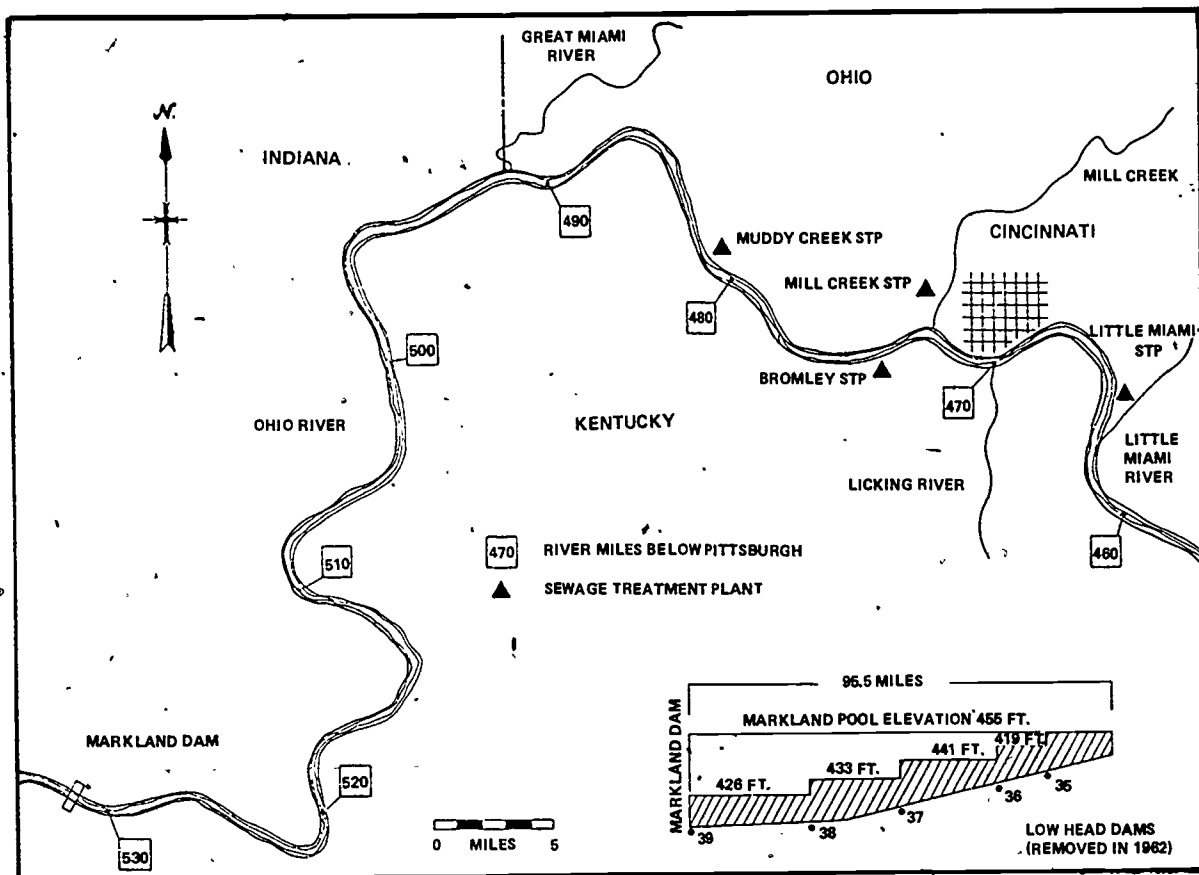 GREAT MIAMI
RIVER
OHIO
N.
INDIANA
MILL CREEK
490
CINCINNATI
MUDDY CREEK STP
MILL CREEK STP
480
LITTLE MIAMI
STP
500
BROMLEY STP
470
OHIO RIVER
KENTUCKY
LITTLE
MIAMI
RIVER
LICKING RIVER
460
470 RIVER MILES BELOW PITTSBURGH
510
SEWAGE TREATMENT PLANT
95.5 MILES
MARKLAND DAM
MARKLAND POOL ELEVATION 455 FT.
419 FT.
441 FT.
433 FT.
426 FT.
MARKLAND DAM
520
39
38
37
36
35
0 MILES 5
LOW HEAD DAMS
(REMOVED IN 1962)
530